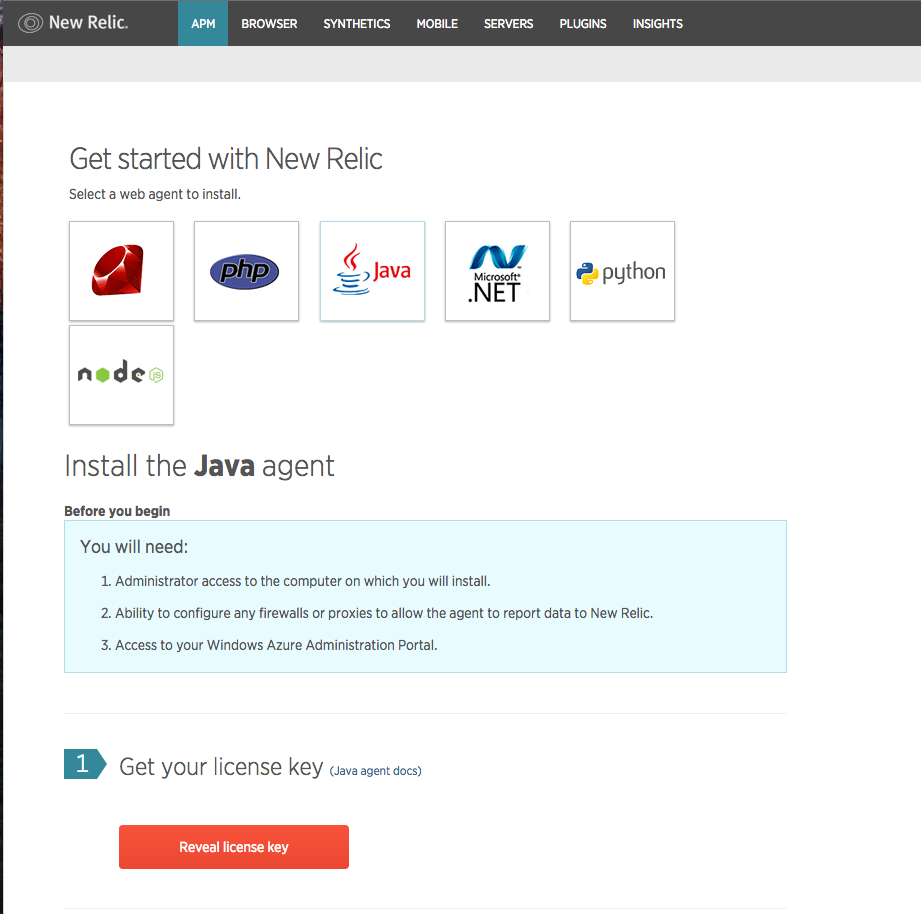 New Relic.
APM BROWSER SYNTHETICS MOBILE SERVERS PLUGINS INSIGHTS
Get started with New Relic
Select a web agent to install.
php
Java
Microsoft®
.NET
python
node
JS
Install the Java agent
Before you begin
You will need:
1. Administrator access to the computer on which you will install.
2. Ability to configure any firewalls or proxies to allow the agent to report data to New Relic.
3. Access to your Windows Azure Administration Portal.
1 Get your license key (Java agent docs)
Reveal license key